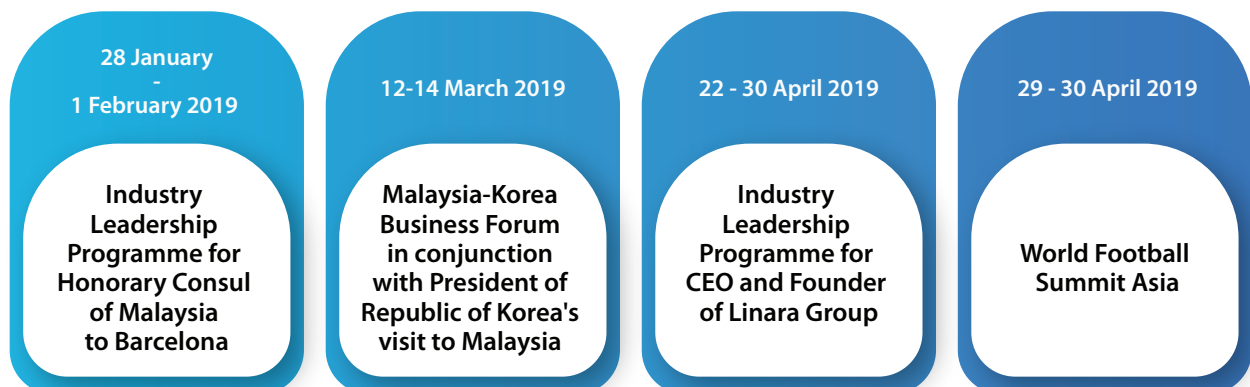 28 January
-
1 February 2019
Industry
Leadership
Programme for
Honorary Consul
of Malaysia
to Barcelona
12-14 March 2019
Malaysia-Korea
Business Forum
in conjunction
with President of
Republic of Korea's
visit to Malaysia
22 - 30 April 2019
Industry
Leadership
Programme for
CEO and Founder
of Linara Group
29 - 30 April 2019
World Football
Summit Asia